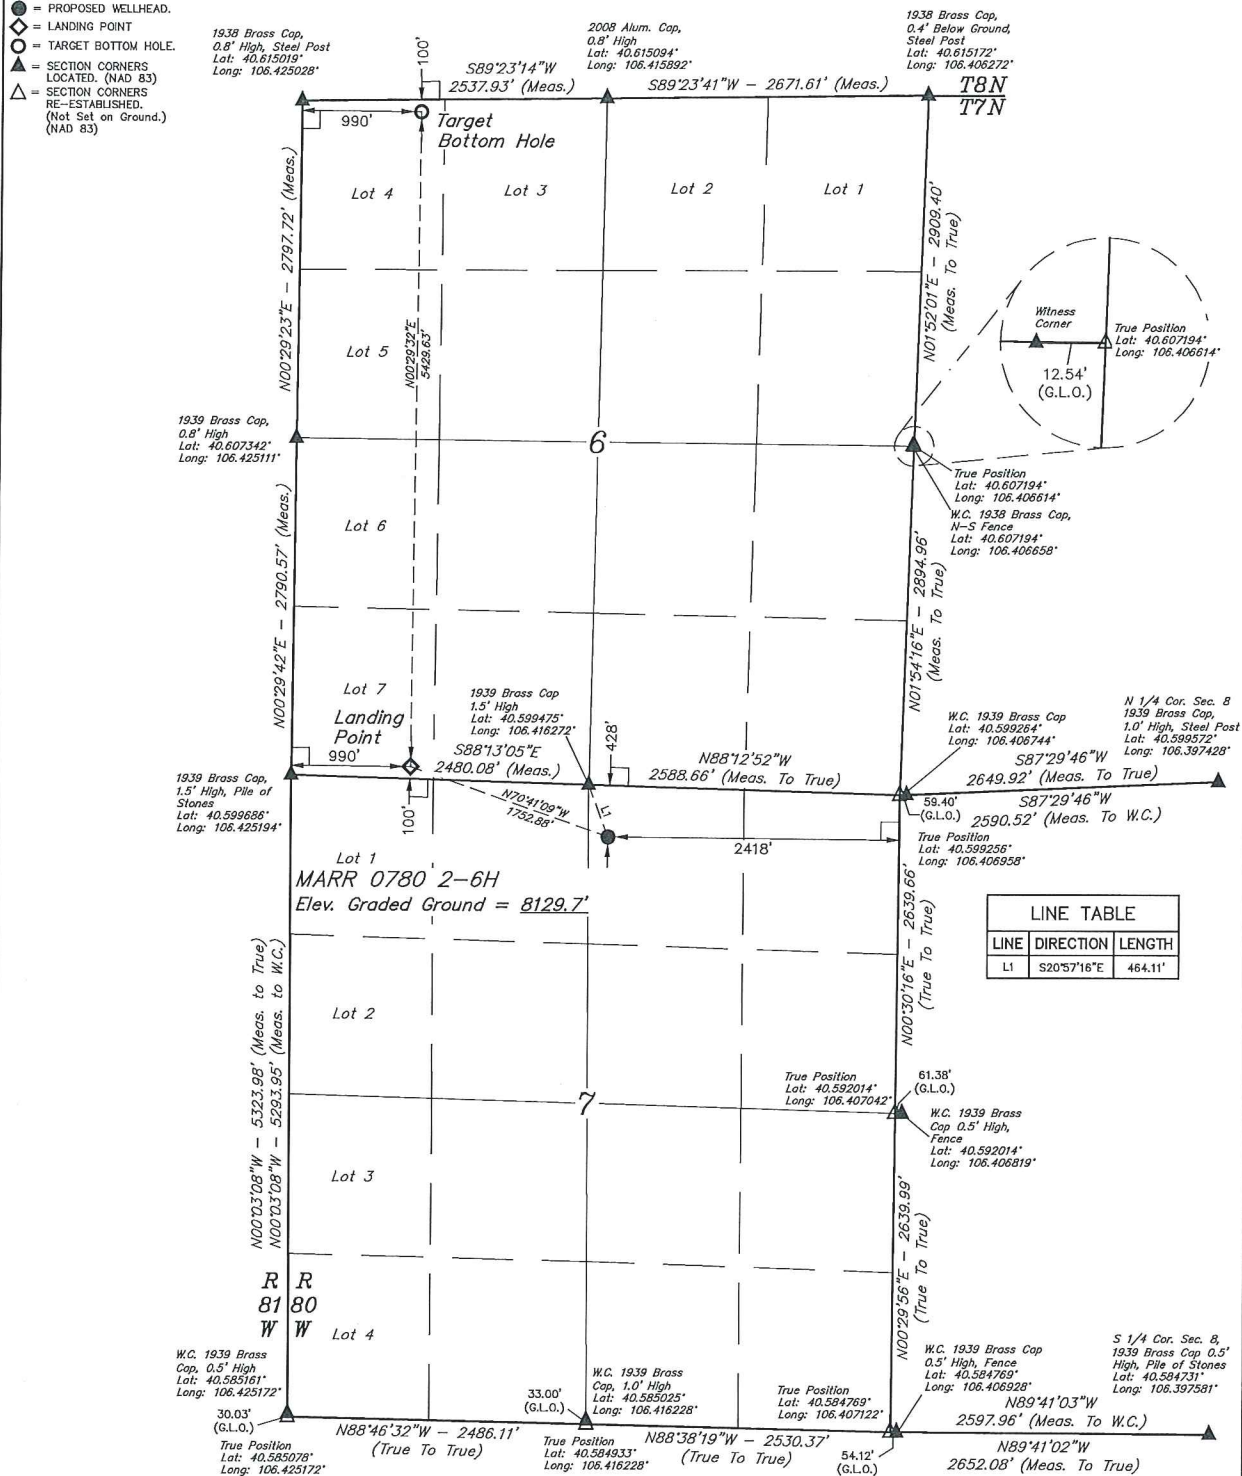 = PROPOSED WELLHEAD.
= LANDING POINT
= TARGET BOTTOM HOLE.
= SECTION CORNERS
LOCATED. (NAD 83)
= SECTION CORNERS
RE-ESTABLISHED.
(Not Set on Ground.)
(NAD 83)
1938 Brass Cap,
0.8' High, Steel Post
Lat: 40.615019°
Long: 106.425028°
100'
S89°23'14"W
2537.93' (Meas.)
2008 Alum. Cap,
0.8' High
Lat: 40.615094°
Long: 106.415892°
S89°23'41"W - 2671.61' (Meas.)
1938 Brass Cap,
0.4' Below Ground,
Steel Post
Lat: 40.615172°
Long: 106.406272°
T8N
T7N
990'
Target
Bottom Hole
Lot 4
Lot 3
Lot 2
Lot 1
N00°29'23"E - 2797.72' (Meas.)
N01°52'01"E - 2909.40'
(Meas. To True)
Witness
Corner
True Position
Lat: 40.607194°
Long: 106.406614°
12.54'
(G.L.O.)
Lot 5
N00°29'32"E
5429.63'
1939 Brass Cap,
0.8' High
Lat: 40.607342°
Long: 106.425111°
6
True Position
Lat: 40.607194°
Long: 106.406614°
W.C. 1938 Brass Cap,
N-S Fence
Lat: 40.607194°
Long: 106.406658°
Lot 6
N00°29'42"E - 2790.57' (Meas.)
N01°54'16"E - 2894.96'
(Meas. To True)
Lot 7
Landing
Point
990'
1939 Brass Cap
1.5' High
Lat: 40.599475°
Long: 106.416272°
S88°13'05"E
2480.08' (Meas.)
428'
N88°12'52"W
2588.66' (Meas. To True)
W.C. 1939 Brass Cap
Lat: 40.599264°
Long: 106.406744°
N 1/4 Cor. Sec. 8
1939 Brass Cap,
1.0' High, Steel Post
Lat: 40.599572°
Long: 106.397428°
S87°29'46"W
2649.92' (Meas. To True)
59.40'
(G.L.O.)
S87°29'46"W
2590.52' (Meas. To W.C.)
1939 Brass Cap,
1.5' High, Pile of
Stones
Lat: 40.599686°
Long: 106.425194°
100'
N70°41'09"W
1752.88'
L1
2418'
True Position
Lat: 40.599256°
Long: 106.406958°
Lot 1
MARR 0780 2-6H
Elev. Graded Ground = 8129.7'
LINE TABLE
LINE DIRECTION LENGTH
L1 S20°57'16"E 464.11'
N00°30'16"E - 2639.66'
(True To True)
N00°03'08"W - 5323.98' (Meas. to True)
N00°03'08"W - 5293.95' (Meas. to W.C.)
Lot 2
True Position
Lat: 40.592014°
Long: 106.407042°
61.38'
(G.L.O.)
W.C. 1939 Brass
Cap 0.5' High,
Fence
Lat: 40.592014°
Long: 106.406819°
7
Lot 3
N00°29'56"E - 2639.99'
(True To True)
R R
81 80
W W
Lot 4
W.C. 1939 Brass
Cap, 0.5' High
Lat: 40.585161°
Long: 106.425172°
30.03'
(G.L.O.)
True Position
Lat: 40.585078°
Long: 106.425172°
N88°46'32"W - 2486.11'
(True To True)
33.00'
(G.L.O.)
W.C. 1939 Brass
Cap, 1.0' High
Lat: 40.585025°
Long: 106.416228°
True Position
Lat: 40.584933°
Long: 106.416228°
N88°38'19"W - 2530.37'
(True To True)
True Position
Lat: 40.584769°
Long: 106.407122°
54.12'
(G.L.O.)
W.C. 1939 Brass Cap
0.5' High, Fence
Lat: 40.584769°
Long: 106.406928°
S 1/4 Cor. Sec. 8,
1939 Brass Cap 0.5'
High, Pile of Stones
Lat: 40.584731°
Long: 106.397581°
N89°41'03"W
2597.96' (Meas. To W.C.)
N89°41'02"W
2652.08' (Meas. To True)